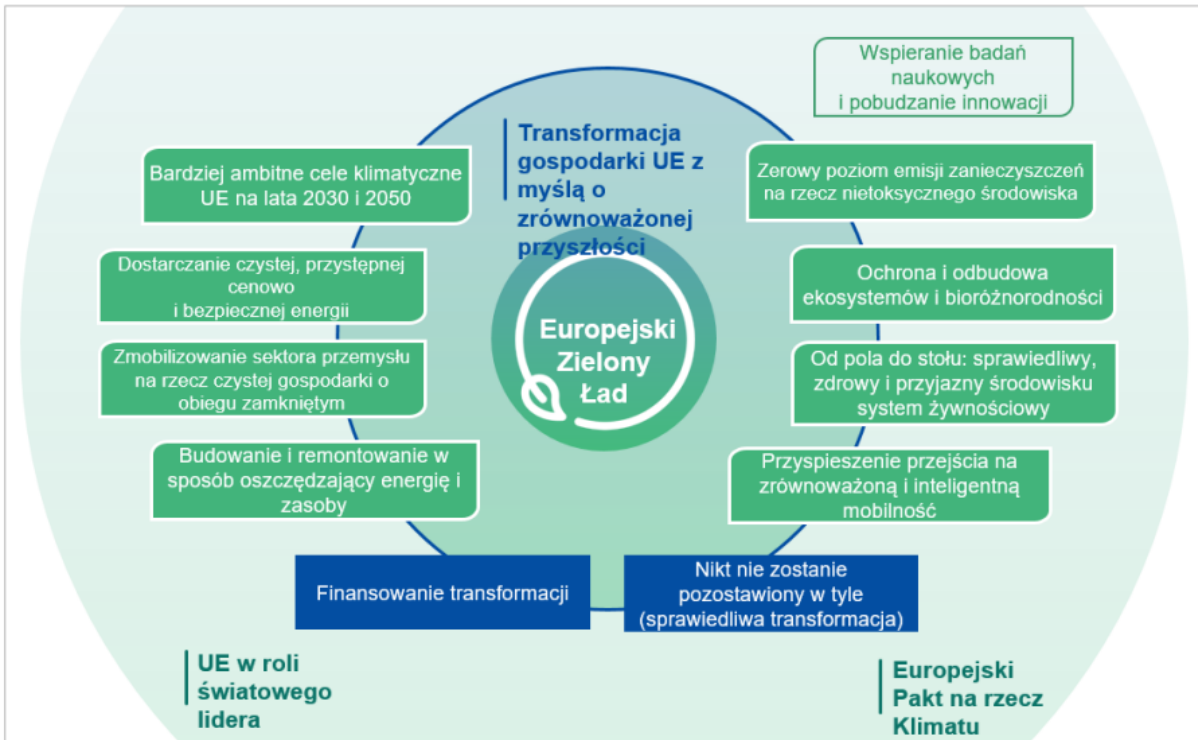 Wspieranie badań
naukowych
i pobudzanie innowacji
Transformacja
gospodarki UE z
myślą o
zrównoważonej
przyszłości
Bardziej ambitne cele klimatyczne
UE na lata 2030 i 2050
Zerowy poziom emisji zanieczyszczeń
na rzecz nietoksycznego środowiska
Dostarczanie czystej, przystępnej
cenowo
i bezpiecznej energii
Ochrona i odbudowa
ekosystemów i bioróżnorodności
Europejski
Zielony
Ład
Zmobilizowanie sektora przemysłu
na rzecz czystej gospodarki o
obiegu zamkniętym
Od pola do stołu: sprawiedliwy,
zdrowy i przyjazny środowisku
system żywnościowy
Budowanie i remontowanie w
sposób oszczędzający energię i
zasoby
Przyspieszenie przejścia na
zrównoważoną i inteligentną
mobilność
Finansowanie transformacji
Nikt nie zostanie
pozostawiony w tyle
(sprawiedliwa transformacja)
UE w roli
światowego
lidera
Europejski
Pakt na rzecz
Klimatu